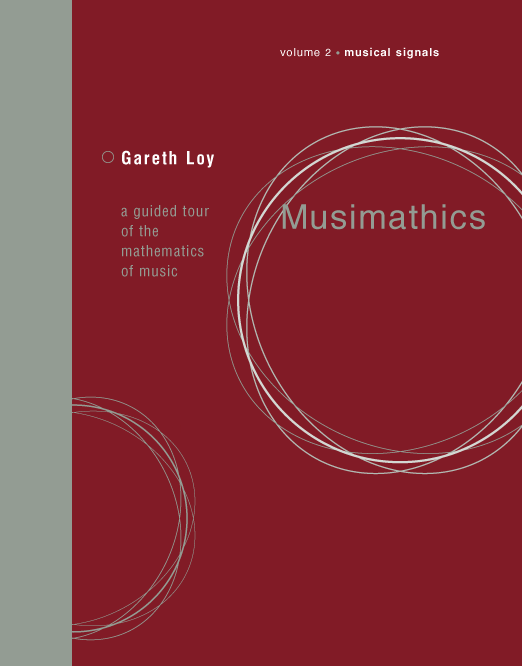 volume 2 • musical signals
Gareth Loy
Musimathics
a guided tour
of the
mathematics
of music